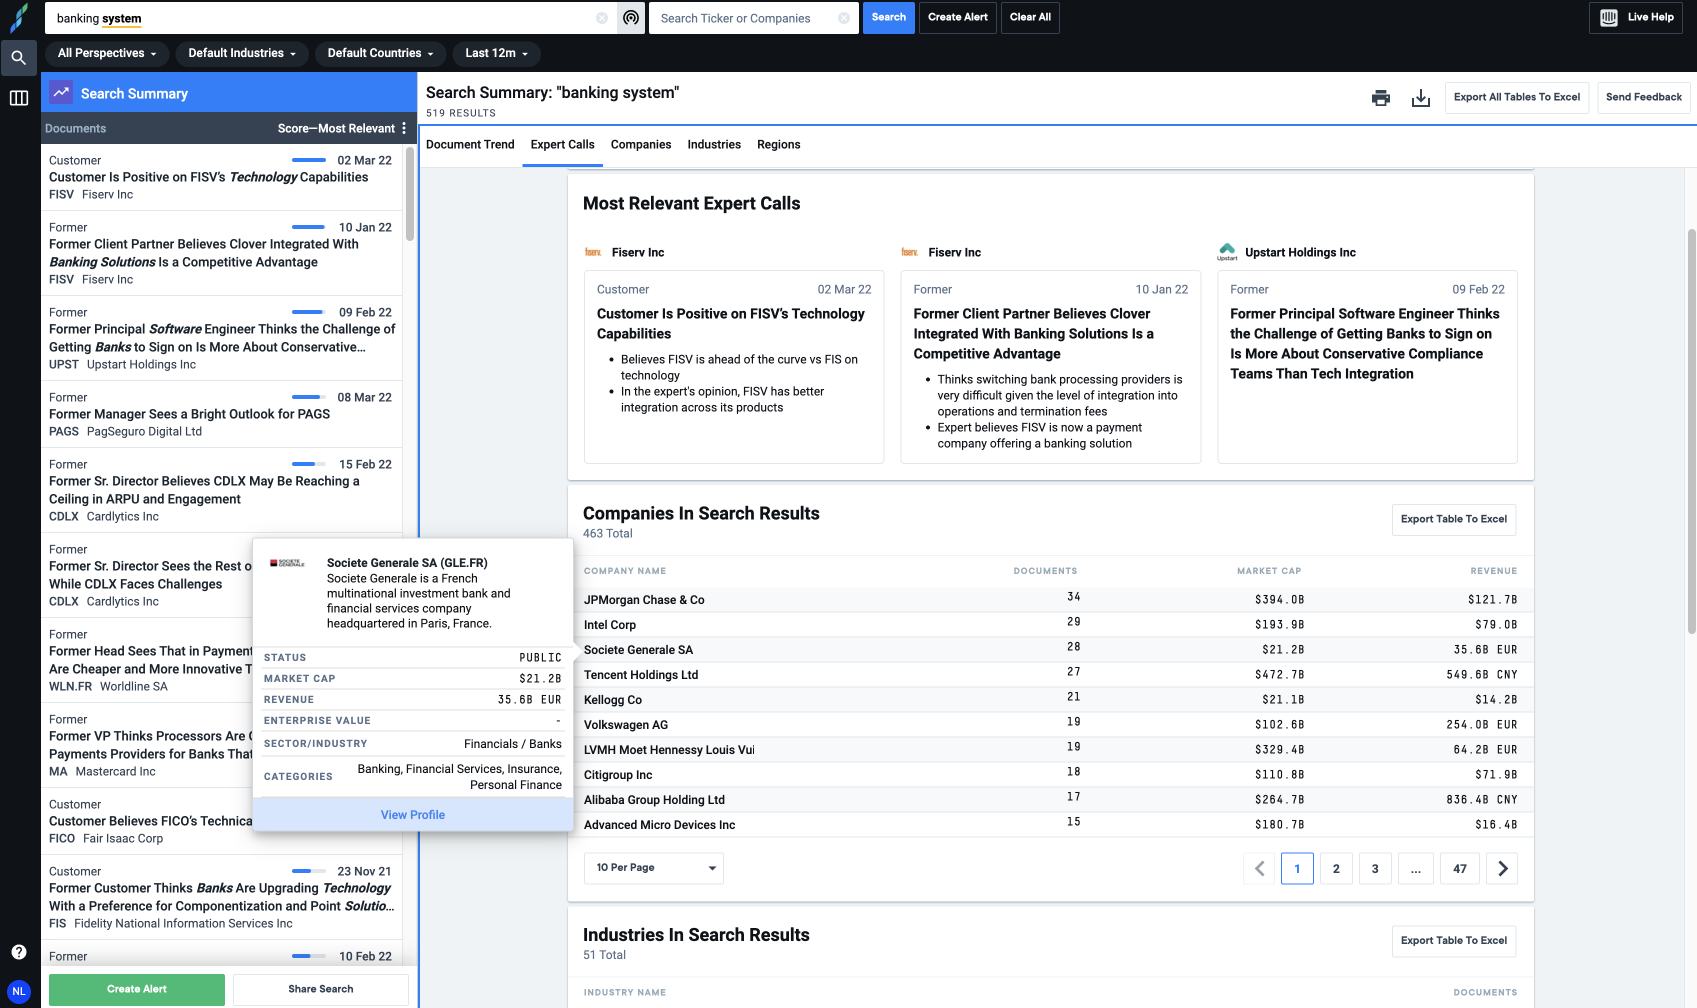 banking system
Search Ticker or Companies
Search
Create Alert
Clear All
Live Help
All Perspectives
Default Industries
Default Countries
Last 12m
Search Summary
Documents
Score—Most Relevant
Customer
02 Mar 22
Customer Is Positive on FISV's Technology Capabilities
FISV Fiserv Inc
Former
10 Jan 22
Former Client Partner Believes Clover Integrated With
Banking Solutions Is a Competitive Advantage
FISV Fiserv Inc
Former
09 Feb 22
Former Principal Software Engineer Thinks the Challenge of
Getting Banks to Sign on Is More About Conservative...
UPST Upstart Holdings Inc
Former
08 Mar 22
Former Manager Sees a Bright Outlook for PAGS
PAGS PagSeguro Digital Ltd
Former
15 Feb 22
Former Sr. Director Believes CDLX May Be Reaching a
Ceiling in ARPU and Engagement
CDLX Cardlytics Inc
Former
Former Sr. Director Sees the Rest o
While CDLX Faces Challenges
CDLX Cardlytics Inc
Former
Former Head Sees That in Payment
Are Cheaper and More Innovative T
WLN.FR Worldline SA
Former
Former VP Thinks Processors Are
Payments Providers for Banks That
MA Mastercard Inc
Customer
Customer Believes FICO's Technica
FICO Fair Isaac Corp
Customer
23 Nov 21
Former Customer Thinks Banks Are Upgrading Technology
With a Preference for Componentization and Point Solutio...
FIS Fidelity National Information Services Inc
Former
10 Feb 22
Create Alert
Share Search
NL
Societe Generale
Societe Generale SA (GLE.FR)
Societe Generale is a French
multinational investment bank and
financial services company
headquartered in Paris, France.
STATUS PUBLIC
MARKET CAP $21.2B
REVENUE 35.6B EUR
ENTERPRISE VALUE -
SECTOR/INDUSTRY Financials / Banks
CATEGORIES Banking, Financial Services, Insurance,
Personal Finance
View Profile
Search Summary: "banking system"
519 RESULTS
Export All Tables To Excel
Send Feedback
Document Trend
Expert Calls
Companies
Industries
Regions
Most Relevant Expert Calls
fiserv. Fiserv Inc
Customer
02 Mar 22
Customer Is Positive on FISV's Technology
Capabilities
• Believes FISV is ahead of the curve vs FIS on
technology
• In the expert's opinion, FISV has better
integration across its products
fiserv. Fiserv Inc
Former
10 Jan 22
Former Client Partner Believes Clover
Integrated With Banking Solutions Is a
Competitive Advantage
• Thinks switching bank processing providers is
very difficult given the level of integration into
operations and termination fees
• Expert believes FISV is now a payment
company offering a banking solution
Upstart Upstart Holdings Inc
Former
09 Feb 22
Former Principal Software Engineer Thinks
the Challenge of Getting Banks to Sign on
Is More About Conservative Compliance
Teams Than Tech Integration
Companies In Search Results
463 Total
Export Table To Excel
COMPANY NAME DOCUMENTS MARKET CAP REVENUE
JPMorgan Chase & Co 34 $394.0B $121.7B
Intel Corp 29 $193.9B $79.0B
Societe Generale SA 28 $21.2B 35.6B EUR
Tencent Holdings Ltd 27 $472.7B 549.6B CNY
Kellogg Co 21 $21.1B $14.2B
Volkswagen AG 19 $102.6B 254.0B EUR
LVMH Moet Hennessy Louis Vui 19 $329.4B 64.2B EUR
Citigroup Inc 18 $110.8B $71.9B
Alibaba Group Holding Ltd 17 $264.7B 836.4B CNY
Advanced Micro Devices Inc 15 $180.7B $16.4B
10 Per Page
1 2 3 ... 47
Industries In Search Results
51 Total
Export Table To Excel
INDUSTRY NAME DOCUMENTS